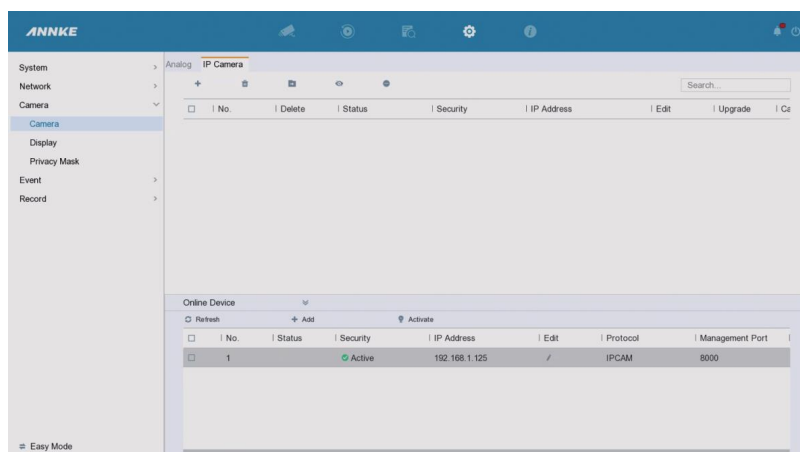 ANNKE
System
Network
Camera
Camera
Display
Privacy Mask
Event
Record
Easy Mode
Analog IP Camera
Search...
No. Delete Status Security IP Address Edit Upgrade Ca
Online Device
Refresh Add Activate
No. Status Security IP Address Edit Protocol Management Port
1 Active 192.168.1.125 IPCAM 8000